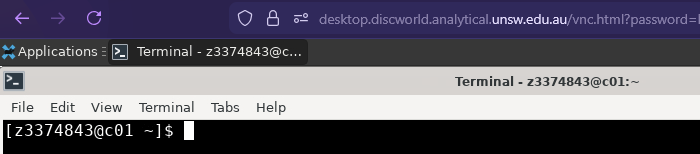 desktop.discworld.analytical.unsw.edu.au/vnc.html?password=
Applications Terminal - z3374843@c...
Terminal - z3374843@c01:~
File Edit View Terminal Tabs Help
[z3374843@c01 ~]$